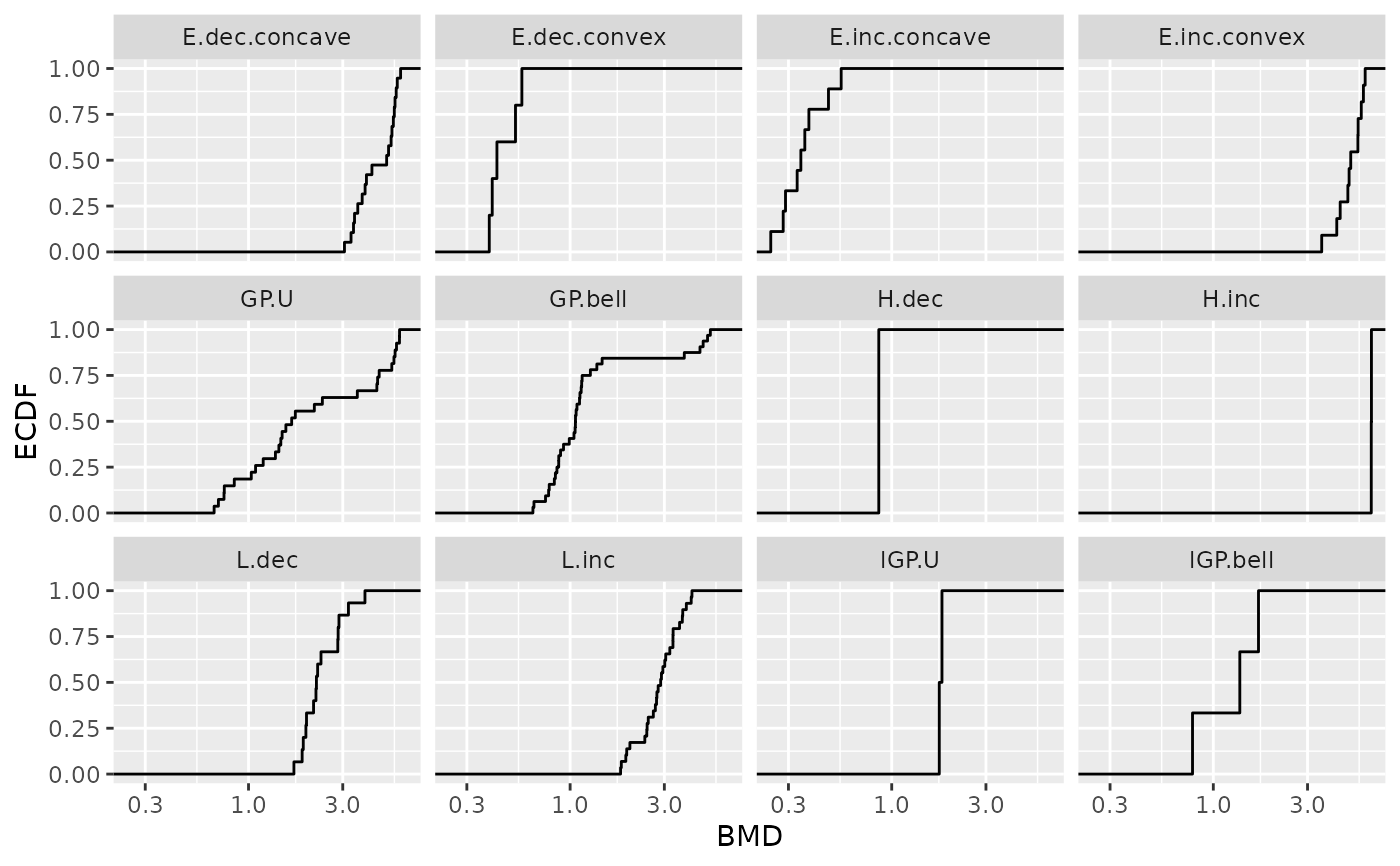 E.dec.concave E.dec.convex E.inc.concave E.inc.convex
1.00
0.75
0.50
0.25
0.00
GP.U GP.bell H.dec H.inc
1.00
0.75
0.50
0.25
0.00
ECDF
L.dec L.inc lGP.U lGP.bell
1.00
0.75
0.50
0.25
0.00
0.3 1.0 3.0 0.3 1.0 3.0 0.3 1.0 3.0 0.3 1.0 3.0
BMD